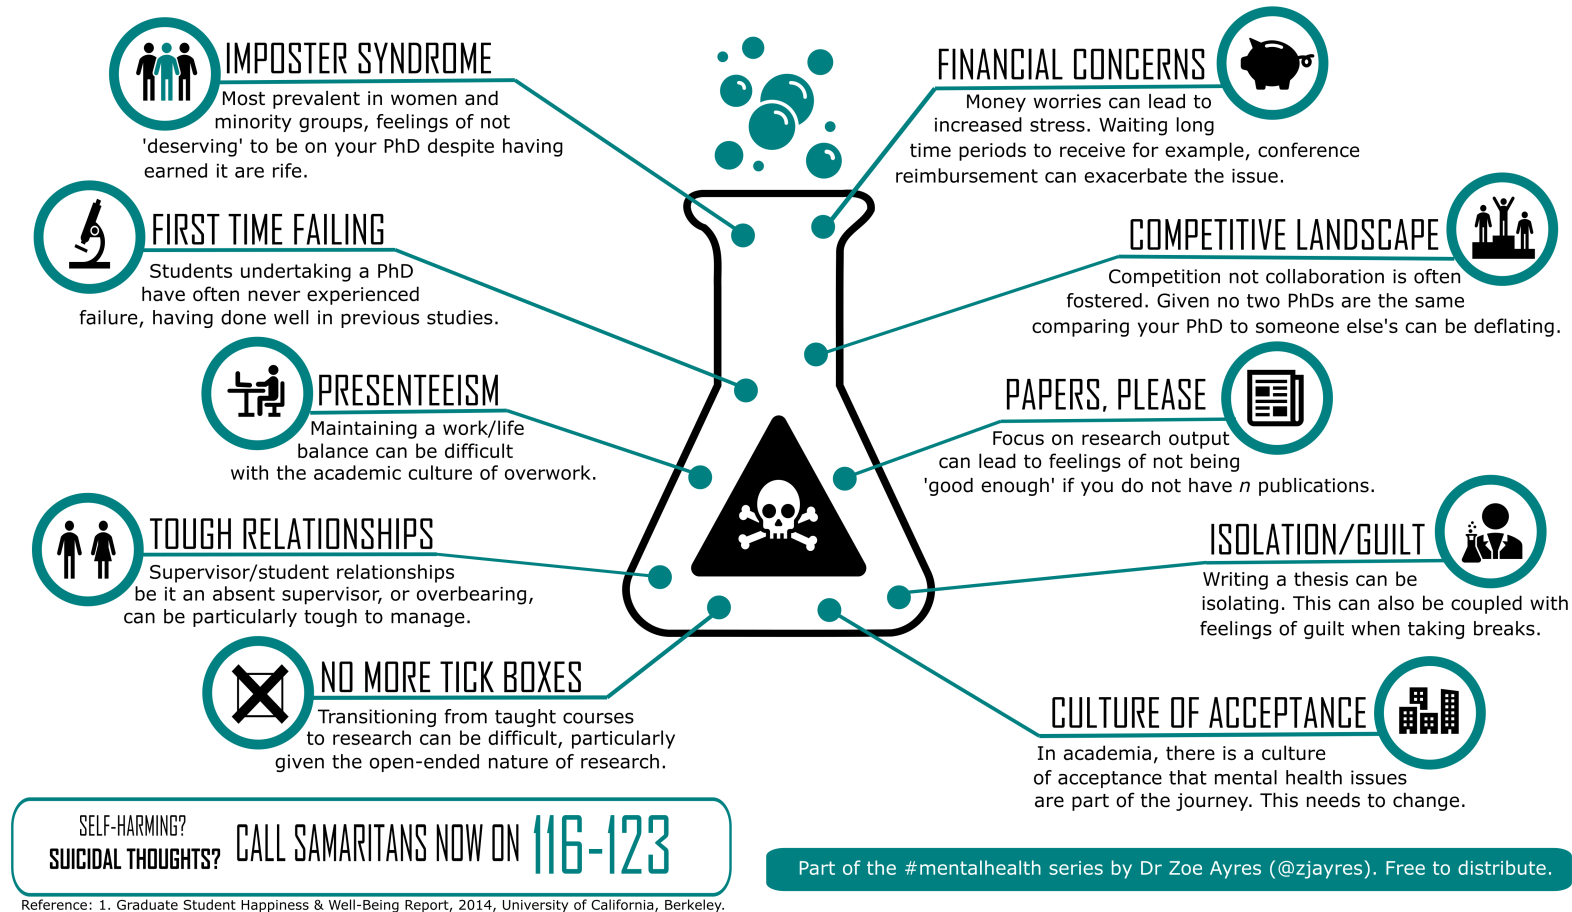 IMPOSTER SYNDROME
Most prevalent in women and
minority groups, feelings of not
'deserving' to be on your PhD despite having
earned it are rife.
FIRST TIME FAILING
Students undertaking a PhD
have often never experienced
failure, having done well in previous studies.
PRESENTEEISM
Maintaining a work/life
balance can be difficult
with the academic culture of overwork.
TOUGH RELATIONSHIPS
Supervisor/student relationships
be it an absent supervisor, or overbearing,
can be particularly tough to manage.
NO MORE TICK BOXES
Transitioning from taught courses
to research can be difficult, particularly
given the open-ended nature of research.
FINANCIAL CONCERNS
Money worries can lead to
increased stress. Waiting long
time periods to receive for example, conference
reimbursement can exacerbate the issue.
COMPETITIVE LANDSCAPE
Competition not collaboration is often
fostered. Given no two PhDs are the same
comparing your PhD to someone else's can be deflating.
PAPERS, PLEASE
Focus on research output
can lead to feelings of not being
'good enough' if you do not have n publications.
ISOLATION/GUILT
Writing a thesis can be
isolating. This can also be coupled with
feelings of guilt when taking breaks.
CULTURE OF ACCEPTANCE
In academia, there is a culture
of acceptance that mental health issues
are part of the journey. This needs to change.
SELF-HARMING?
SUICIDAL THOUGHTS?
CALL SAMARITANS NOW ON 116-123
Part of the #mentalhealth series by Dr Zoe Ayres (@zjayres). Free to distribute.
Reference: 1. Graduate Student Happiness & Well-Being Report, 2014, University of California, Berkeley.